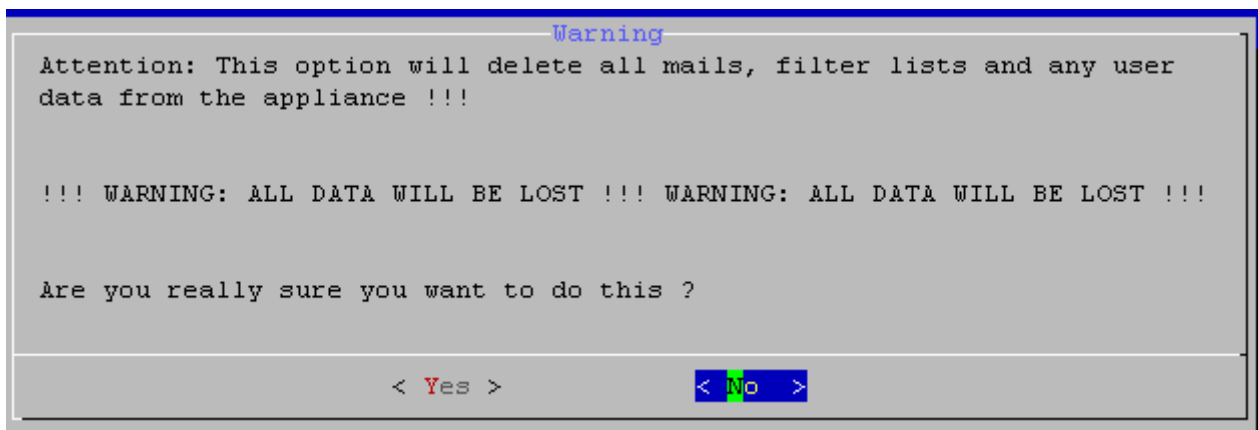 Warning
Attention: This option will delete all mails, filter lists and any user
data from the appliance !!!
!!! WARNING: ALL DATA WILL BE LOST !!! WARNING: ALL DATA WILL BE LOST !!!
Are you really sure you want to do this ?
< Yes > < No >